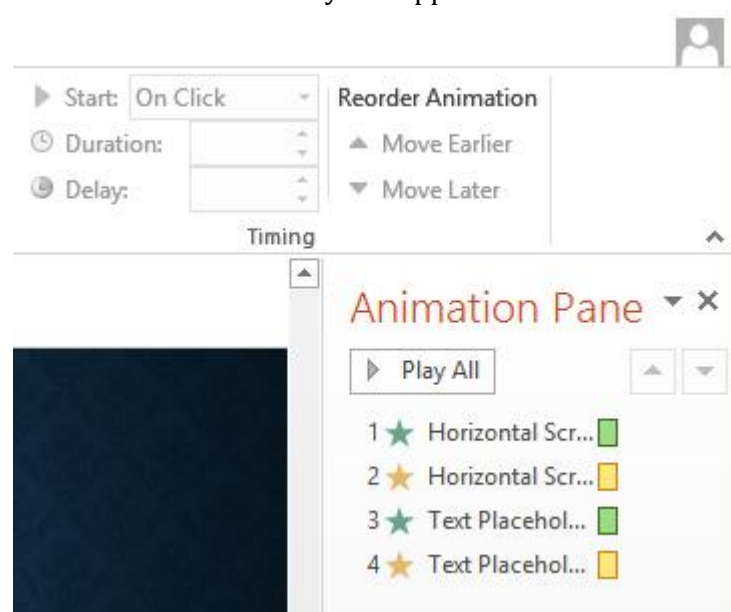 Start: On Click
Duration:
Delay:
Timing
Reorder Animation
Move Earlier
Move Later
Animation Pane
Play All
1 Horizontal Scr...
2 Horizontal Scr...
3 Text Placehol...
4 Text Placehol...